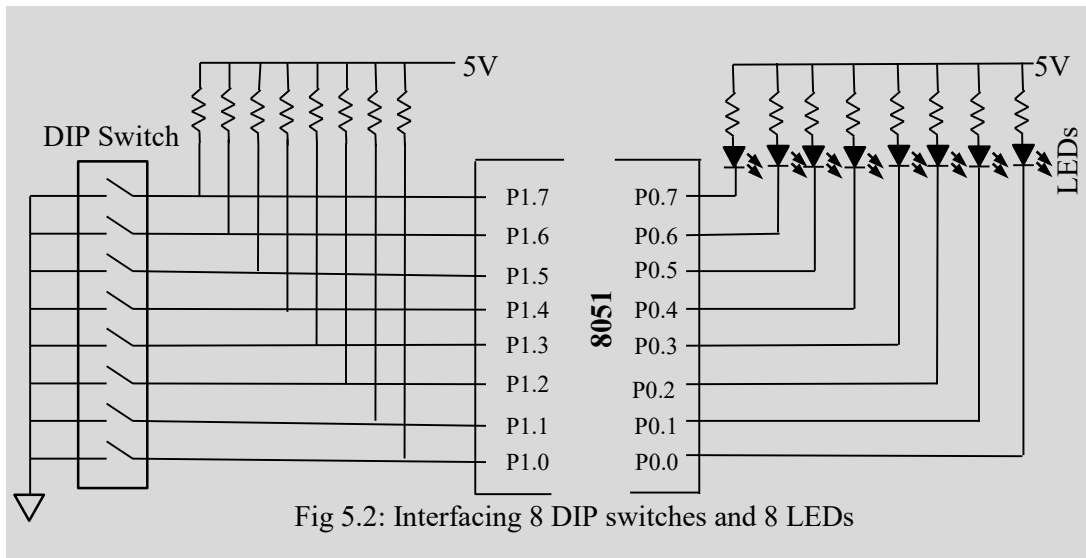 5V
5V
DIP Switch
LEDs
P1.7
P1.6
P1.5
P1.4
P1.3
P1.2
P1.1
P1.0
8051
P0.7
P0.6
P0.5
P0.4
P0.3
P0.2
P0.1
P0.0
Fig 5.2: Interfacing 8 DIP switches and 8 LEDs